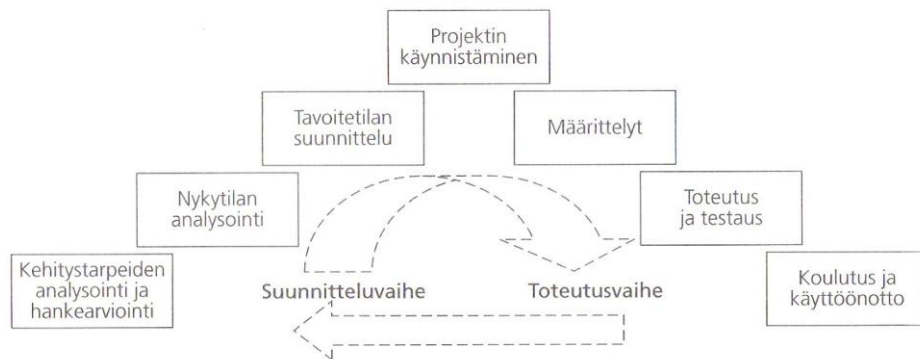 Projektin
käynnistäminen
Tavoitetilan
suunnittelu
Määrittelyt
Nykytilan
analysointi
Toteutus
ja testaus
Kehitystarpeiden
analysointi ja
hankearviointi
Suunnitteluvaihe
Toteutusvaihe
Koulutus ja
käyttöönotto